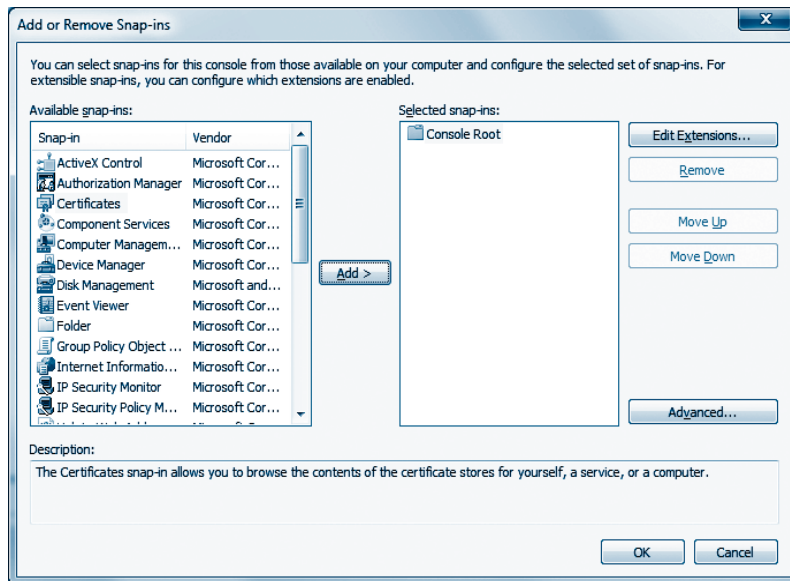 Add or Remove Snap-ins
X
You can select snap-ins for this console from those available on your computer and configure the selected set of snap-ins. For
extensible snap-ins, you can configure which extensions are enabled.
Available snap-ins:
Snap-in Vendor
ActiveX Control Microsoft Cor...
Authorization Manager Microsoft Cor...
Certificates Microsoft Cor...
Component Services Microsoft Cor...
Computer Managem... Microsoft Cor...
Device Manager Microsoft Cor...
Disk Management Microsoft and...
Event Viewer Microsoft Cor...
Folder Microsoft Cor...
Group Policy Object ... Microsoft Cor...
Internet Informatio... Microsoft Cor...
IP Security Monitor Microsoft Cor...
IP Security Policy M... Microsoft Cor...
Add >
Selected snap-ins:
Console Root
Edit Extensions...
Remove
Move Up
Move Down
Advanced...
Description:
The Certificates snap-in allows you to browse the contents of the certificate stores for yourself, a service, or a computer.
OK
Cancel